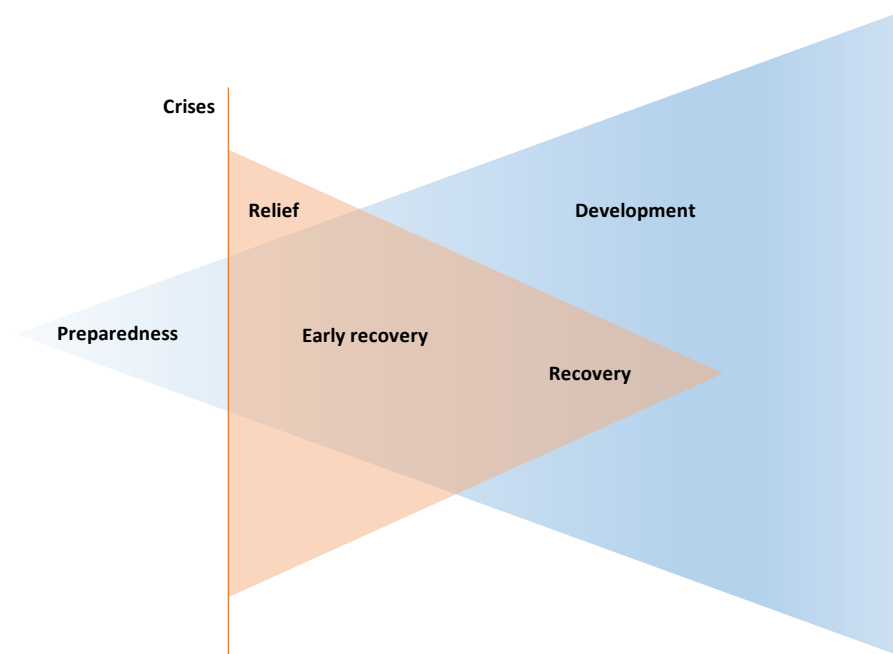 Crises
Relief
Development
Preparedness
Early recovery
Recovery